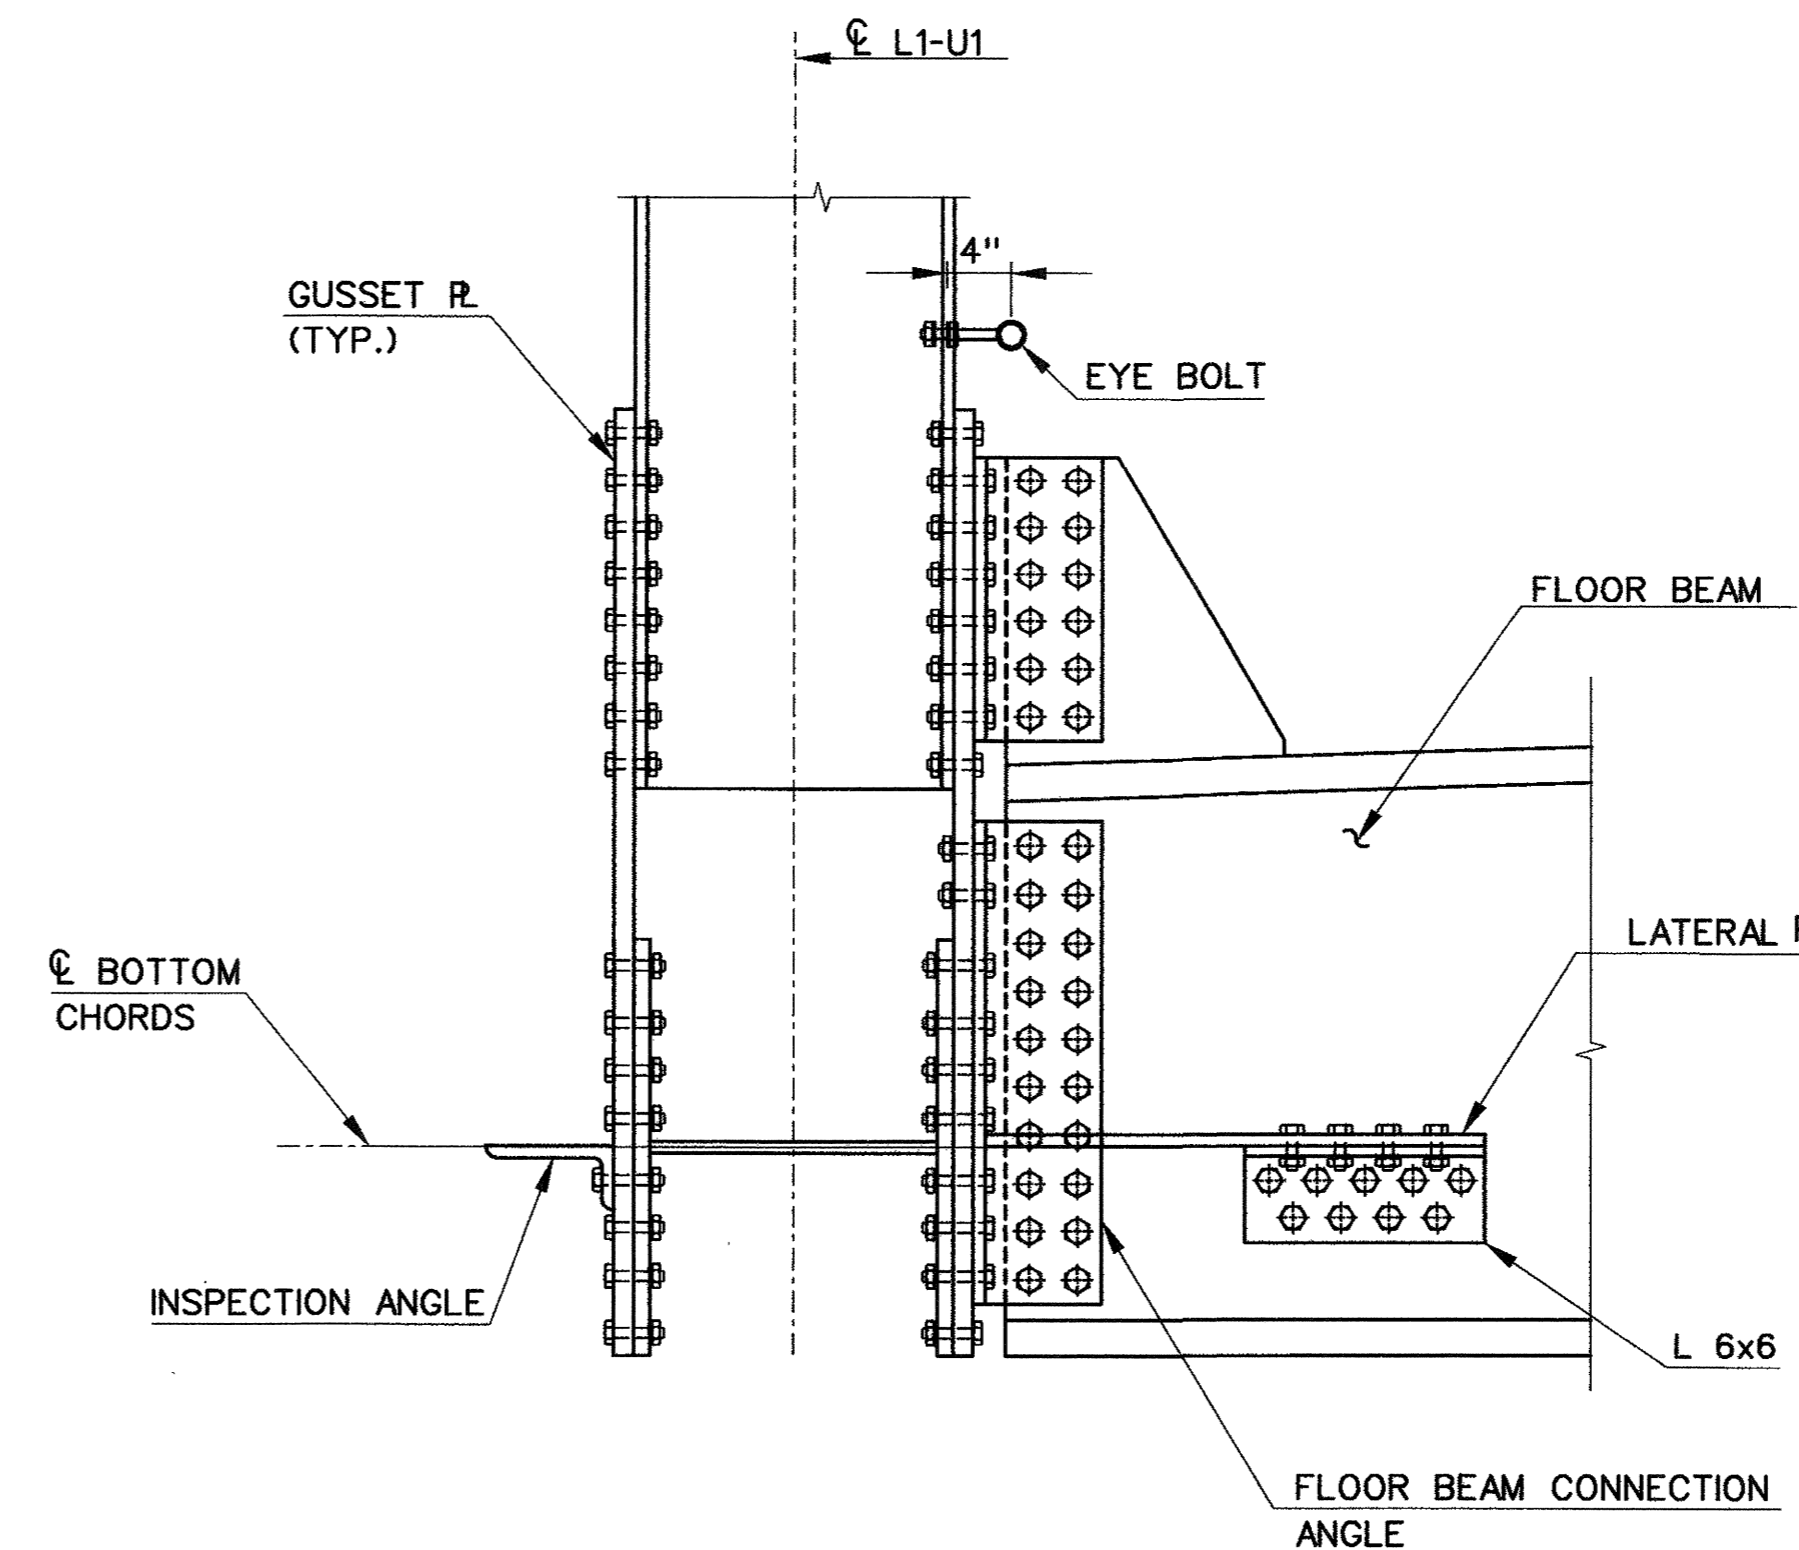 ℄ L1-U1
4"
GUSSET ⅊
(TYP.)
EYE BOLT
FLOOR BEAM
LATERAL
℄ BOTTOM
CHORDS
INSPECTION ANGLE
L 6x6
FLOOR BEAM CONNECTION
ANGLE